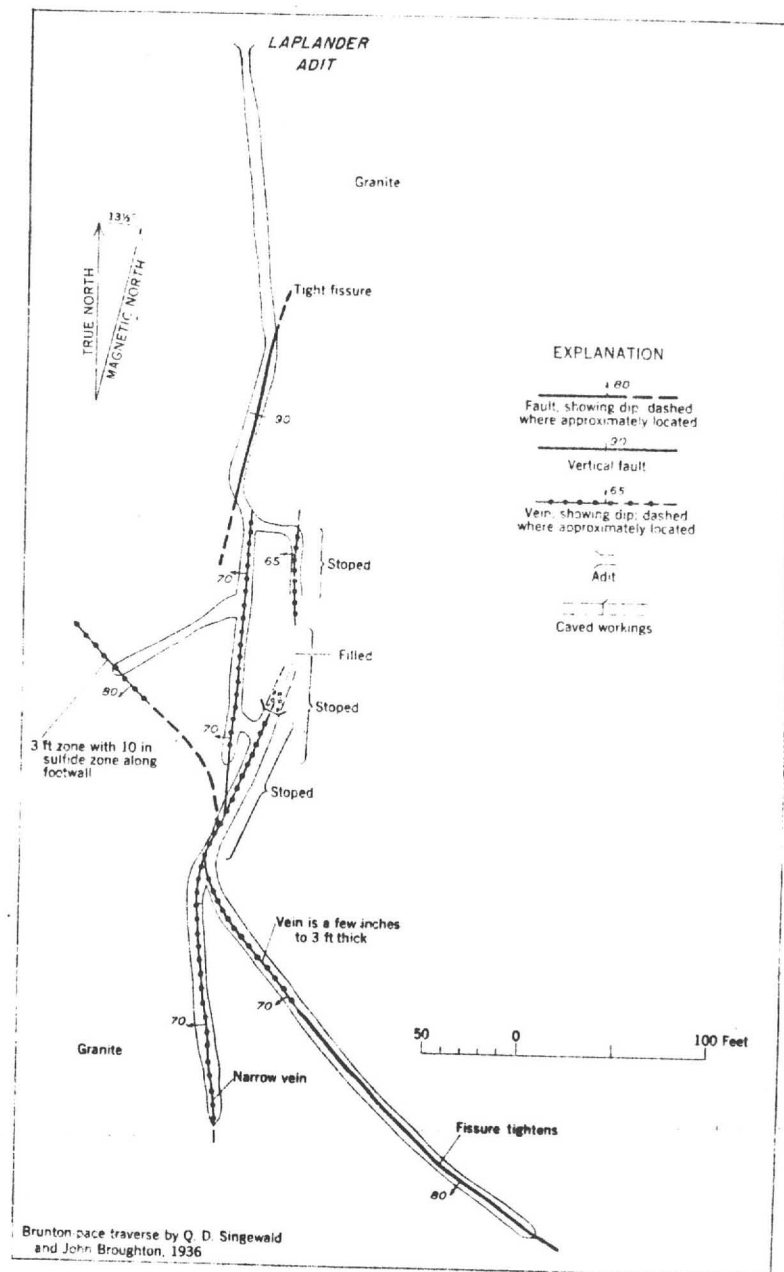 LAPLANDER
ADIT
Granite
13½°
TRUE NORTH
MAGNETIC NORTH
Tight fissure
90
EXPLANATION
80
Fault, showing dip; dashed
where approximately located
90
Vertical fault
65
Vein, showing dip; dashed
where approximately located
Adit
Caved workings
70
65
Stoped
Filled
80
70
Stoped
3 ft zone with 10 in
sulfide zone along
footwall
Stoped
Vein is a few inches
to 3 ft thick
70
70
Granite
50 0 100 Feet
Narrow vein
Fissure tightens
80
Brunton-pace traverse by Q. D. Singewald
and John Broughton, 1936